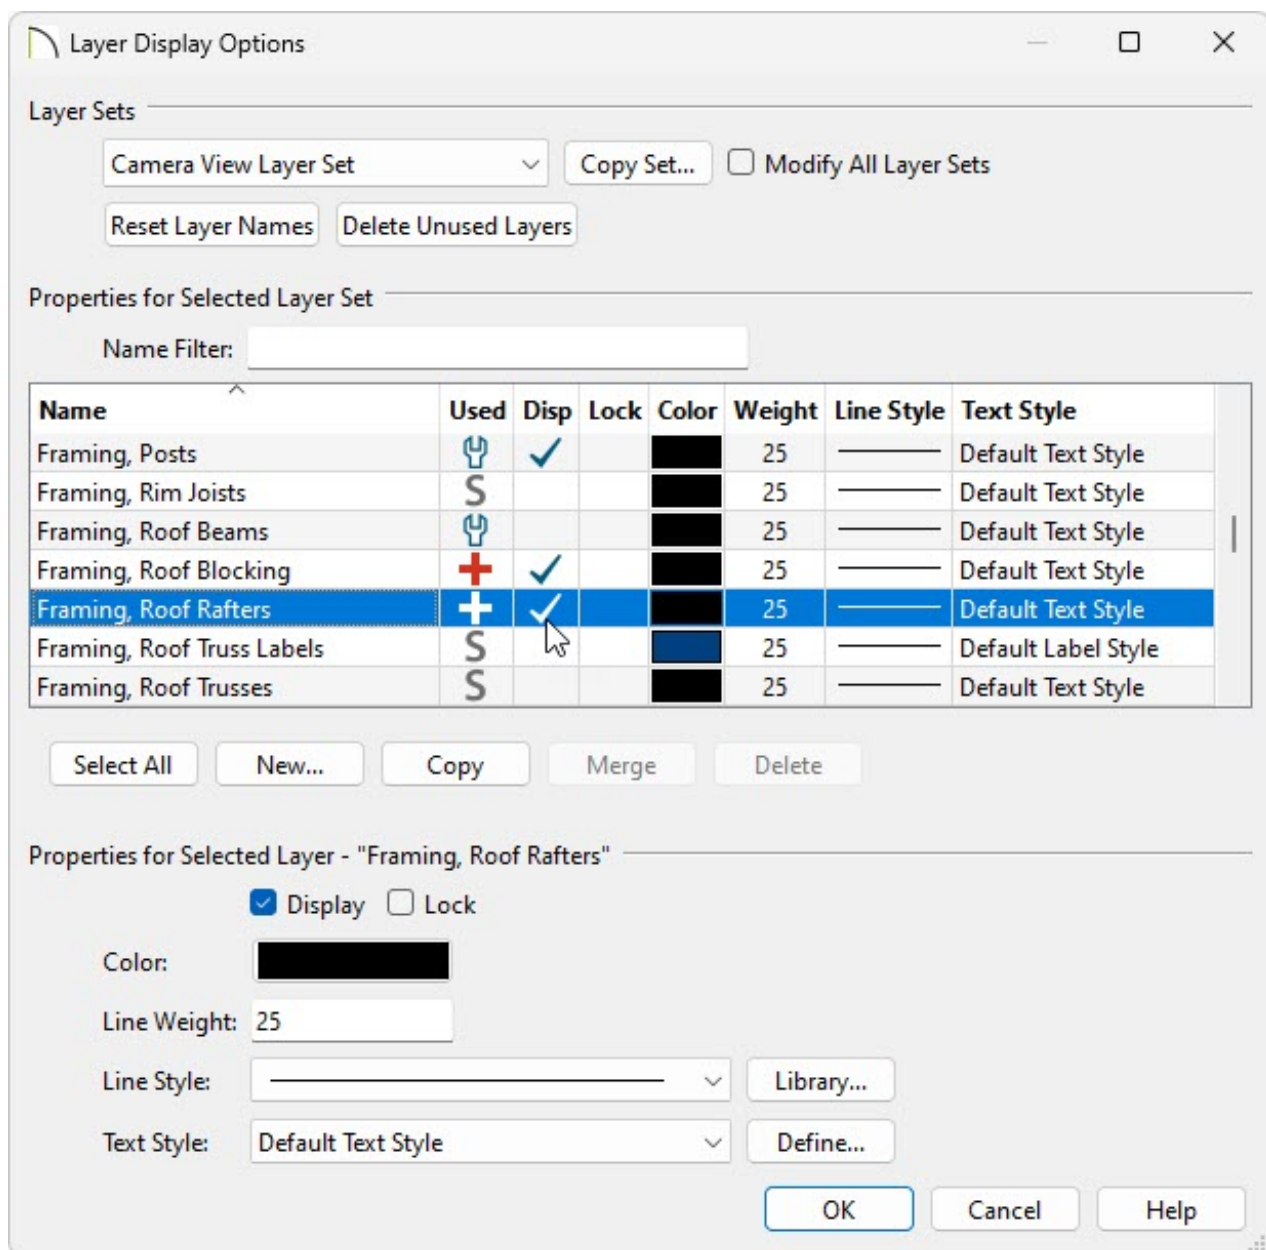 Layer Display Options
Layer Sets
Camera View Layer Set Copy Set... Modify All Layer Sets
Reset Layer Names Delete Unused Layers
Properties for Selected Layer Set
Name Filter:
Name Used Disp Lock Color Weight Line Style Text Style
Framing, Posts 25 Default Text Style
Framing, Rim Joists S 25 Default Text Style
Framing, Roof Beams 25 Default Text Style
Framing, Roof Blocking 25 Default Text Style
Framing, Roof Rafters 25 Default Text Style
Framing, Roof Truss Labels S 25 Default Label Style
Framing, Roof Trusses S 25 Default Text Style
Select All New... Copy Merge Delete
Properties for Selected Layer - "Framing, Roof Rafters"
Display Lock
Color:
Line Weight: 25
Line Style: Library...
Text Style: Default Text Style Define...
OK Cancel Help